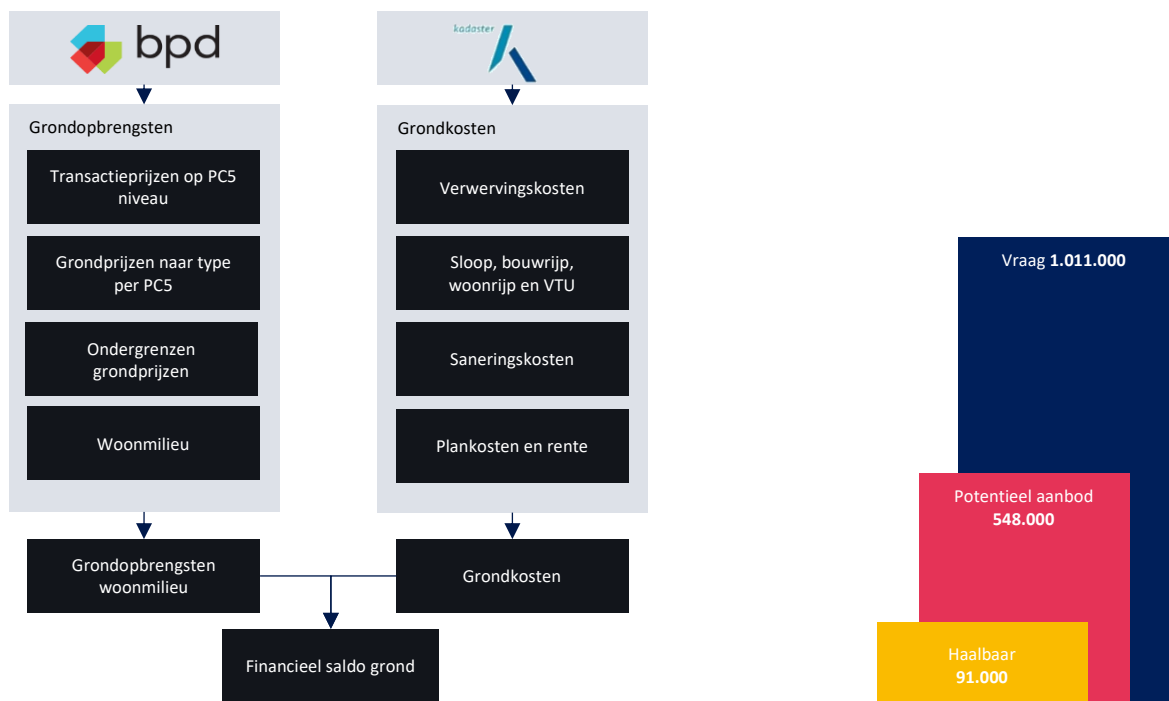 bpd
kadaster
Grondopbrengsten
Transactieprijzen op PC5
niveau
Grondprijzen naar type
per PC5
Ondergrenzen
grondprijzen
Woonmilieu
Grondkosten
Verwervingskosten
Sloop, bouwrijp,
woonrijp en VTU
Saneringskosten
Plankosten en rente
Grondopbrengsten
woonmilieu
Grondkosten
Financieel saldo grond
Vraag 1.011.000
Potentieel aanbod
548.000
Haalbaar
91.000